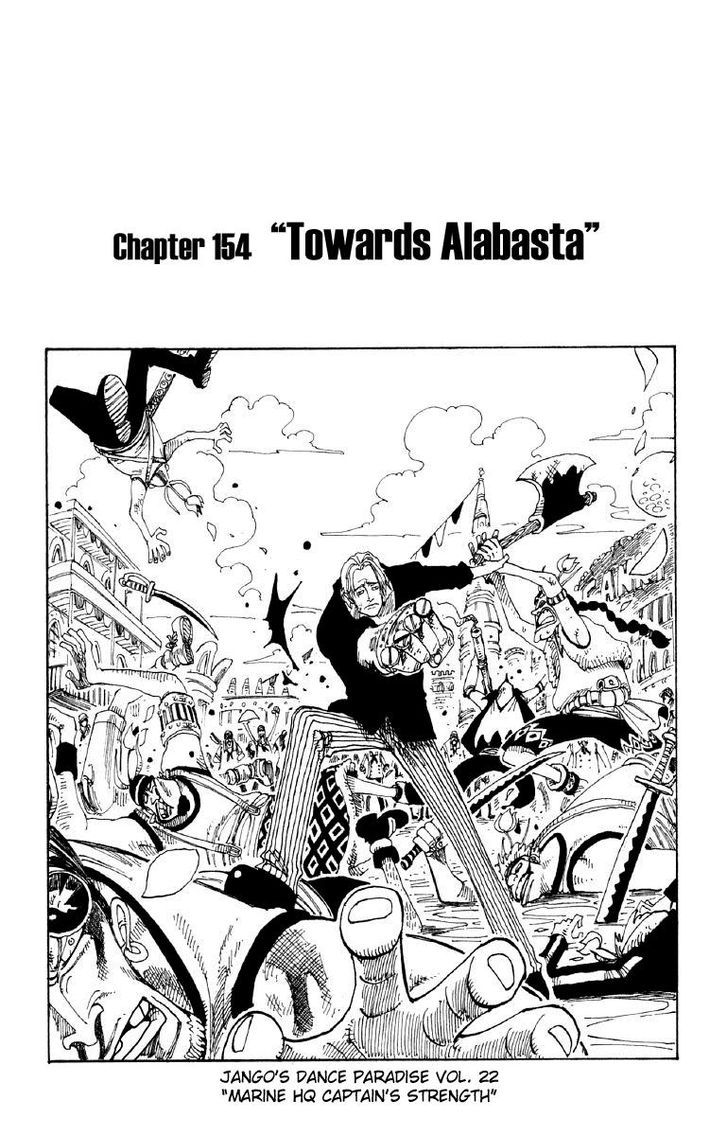 Chapter 154 “Towards Alabasta”
JANGO'S DANCE PARADISE VOL. 22
"MARINE HQ CAPTAIN'S STRENGTH"